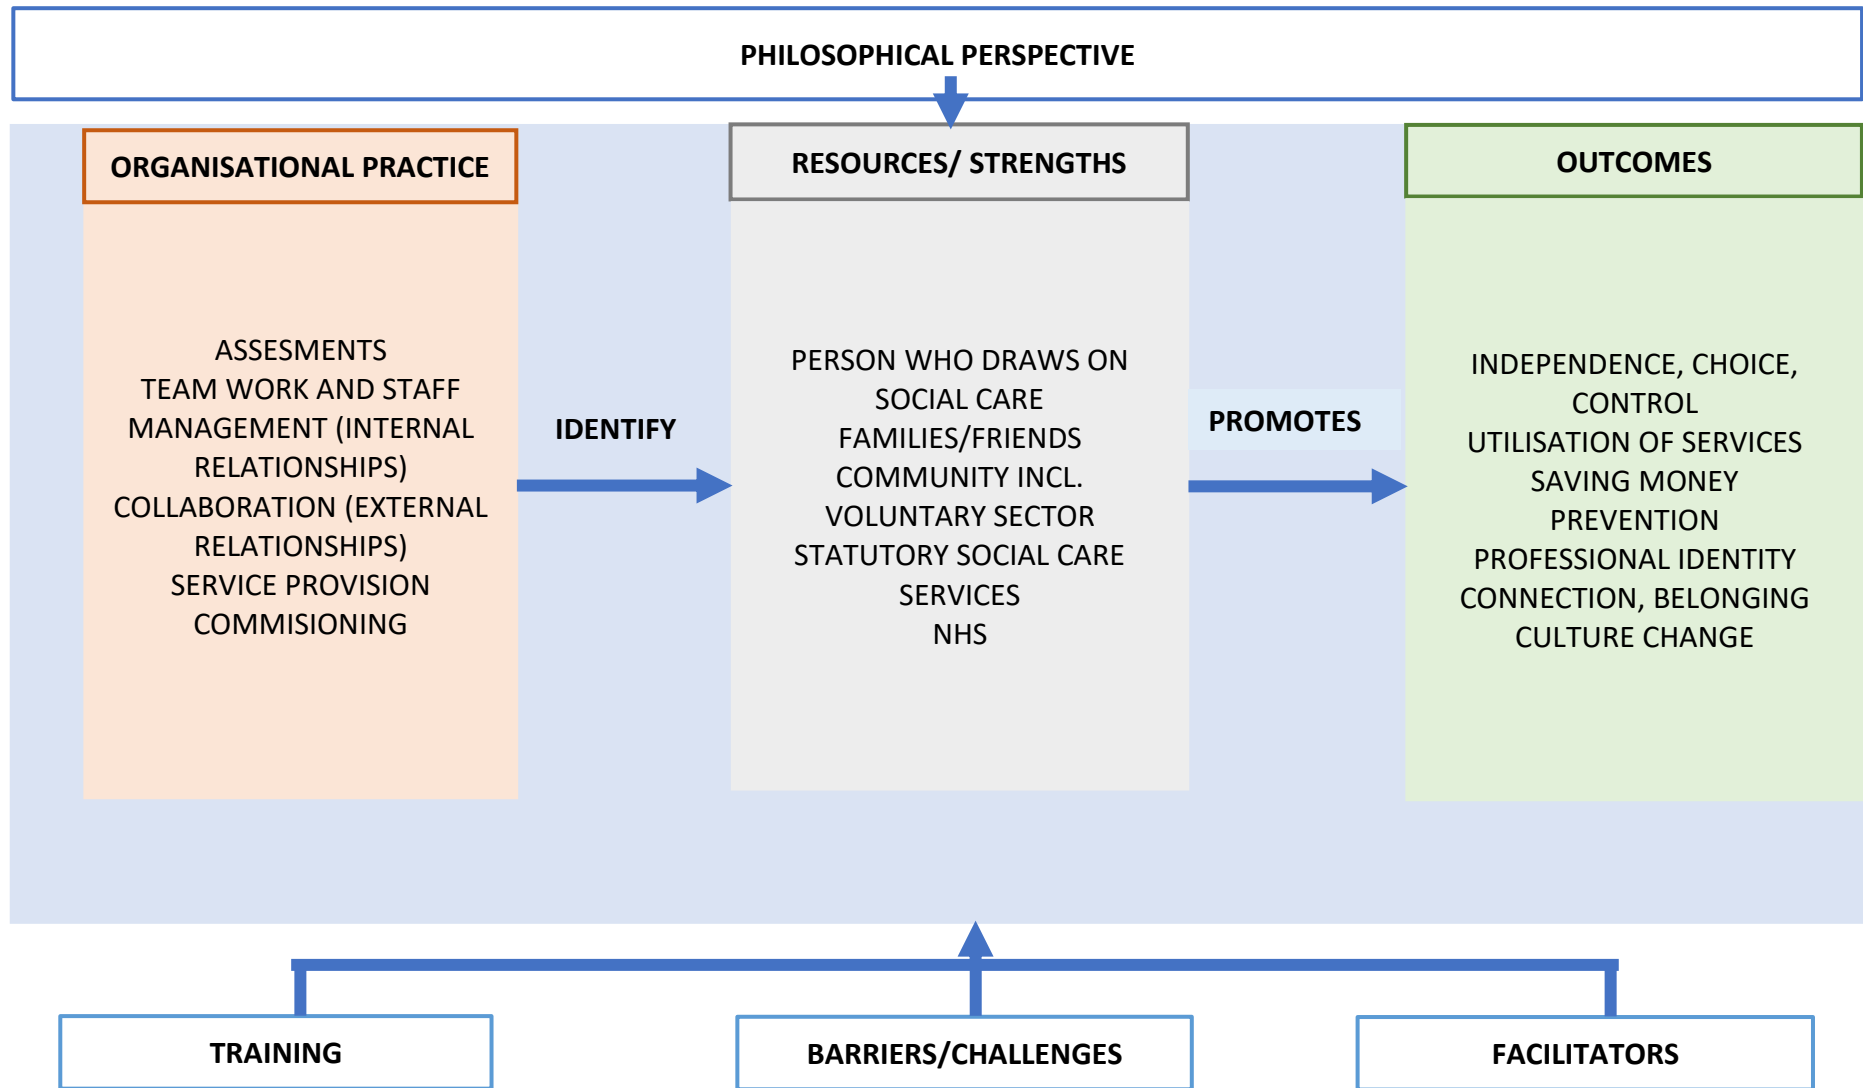 PHILOSOPHICAL PERSPECTIVE
ORGANISATIONAL PRACTICE
ASSESMENTS
TEAM WORK AND STAFF
MANAGEMENT (INTERNAL
RELATIONSHIPS)
COLLABORATION (EXTERNAL
RELATIONSHIPS)
SERVICE PROVISION
COMMISIONING
IDENTIFY
RESOURCES/ STRENGTHS
PERSON WHO DRAWS ON
SOCIAL CARE
FAMILIES/FRIENDS
COMMUNITY INCL.
VOLUNTARY SECTOR
STATUTORY SOCIAL CARE
SERVICES
NHS
PROMOTES
OUTCOMES
INDEPENDENCE, CHOICE,
CONTROL
UTILISATION OF SERVICES
SAVING MONEY
PREVENTION
PROFESSIONAL IDENTITY
CONNECTION, BELONGING
CULTURE CHANGE
TRAINING
BARRIERS/CHALLENGES
FACILITATORS